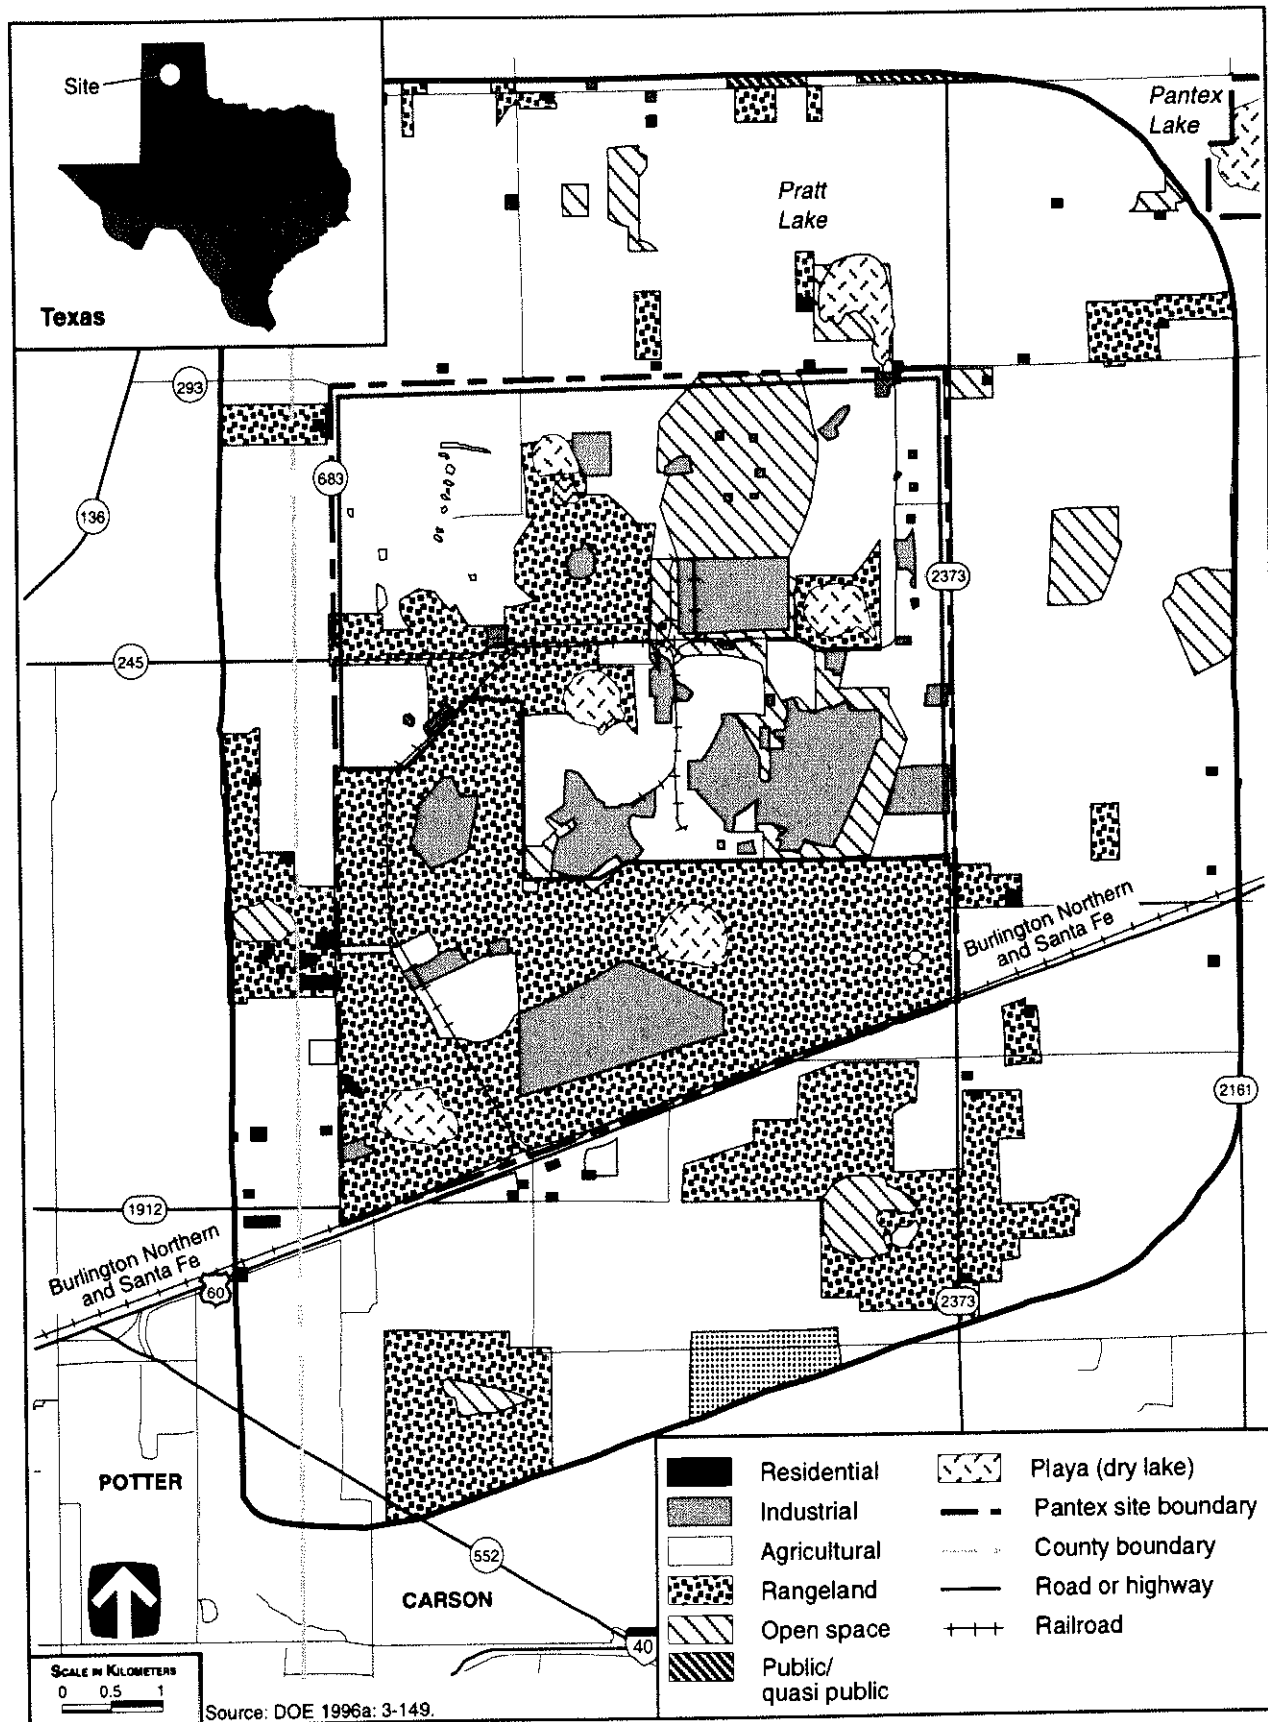 Site
Texas
Pantex
Lake
Pratt
Lake
293
683
136
2373
245
Burlington Northern
and Santa Fe
2161
1912
Burlington Northern
and Santa Fe
60
2373
POTTER
552
CARSON
40
SCALE IN KILOMETERS
0 0.5 1
Source: DOE 1996a: 3-149.
Residential
Industrial
Agricultural
Rangeland
Open space
Public/
quasi public
Playa (dry lake)
Pantex site boundary
County boundary
Road or highway
Railroad